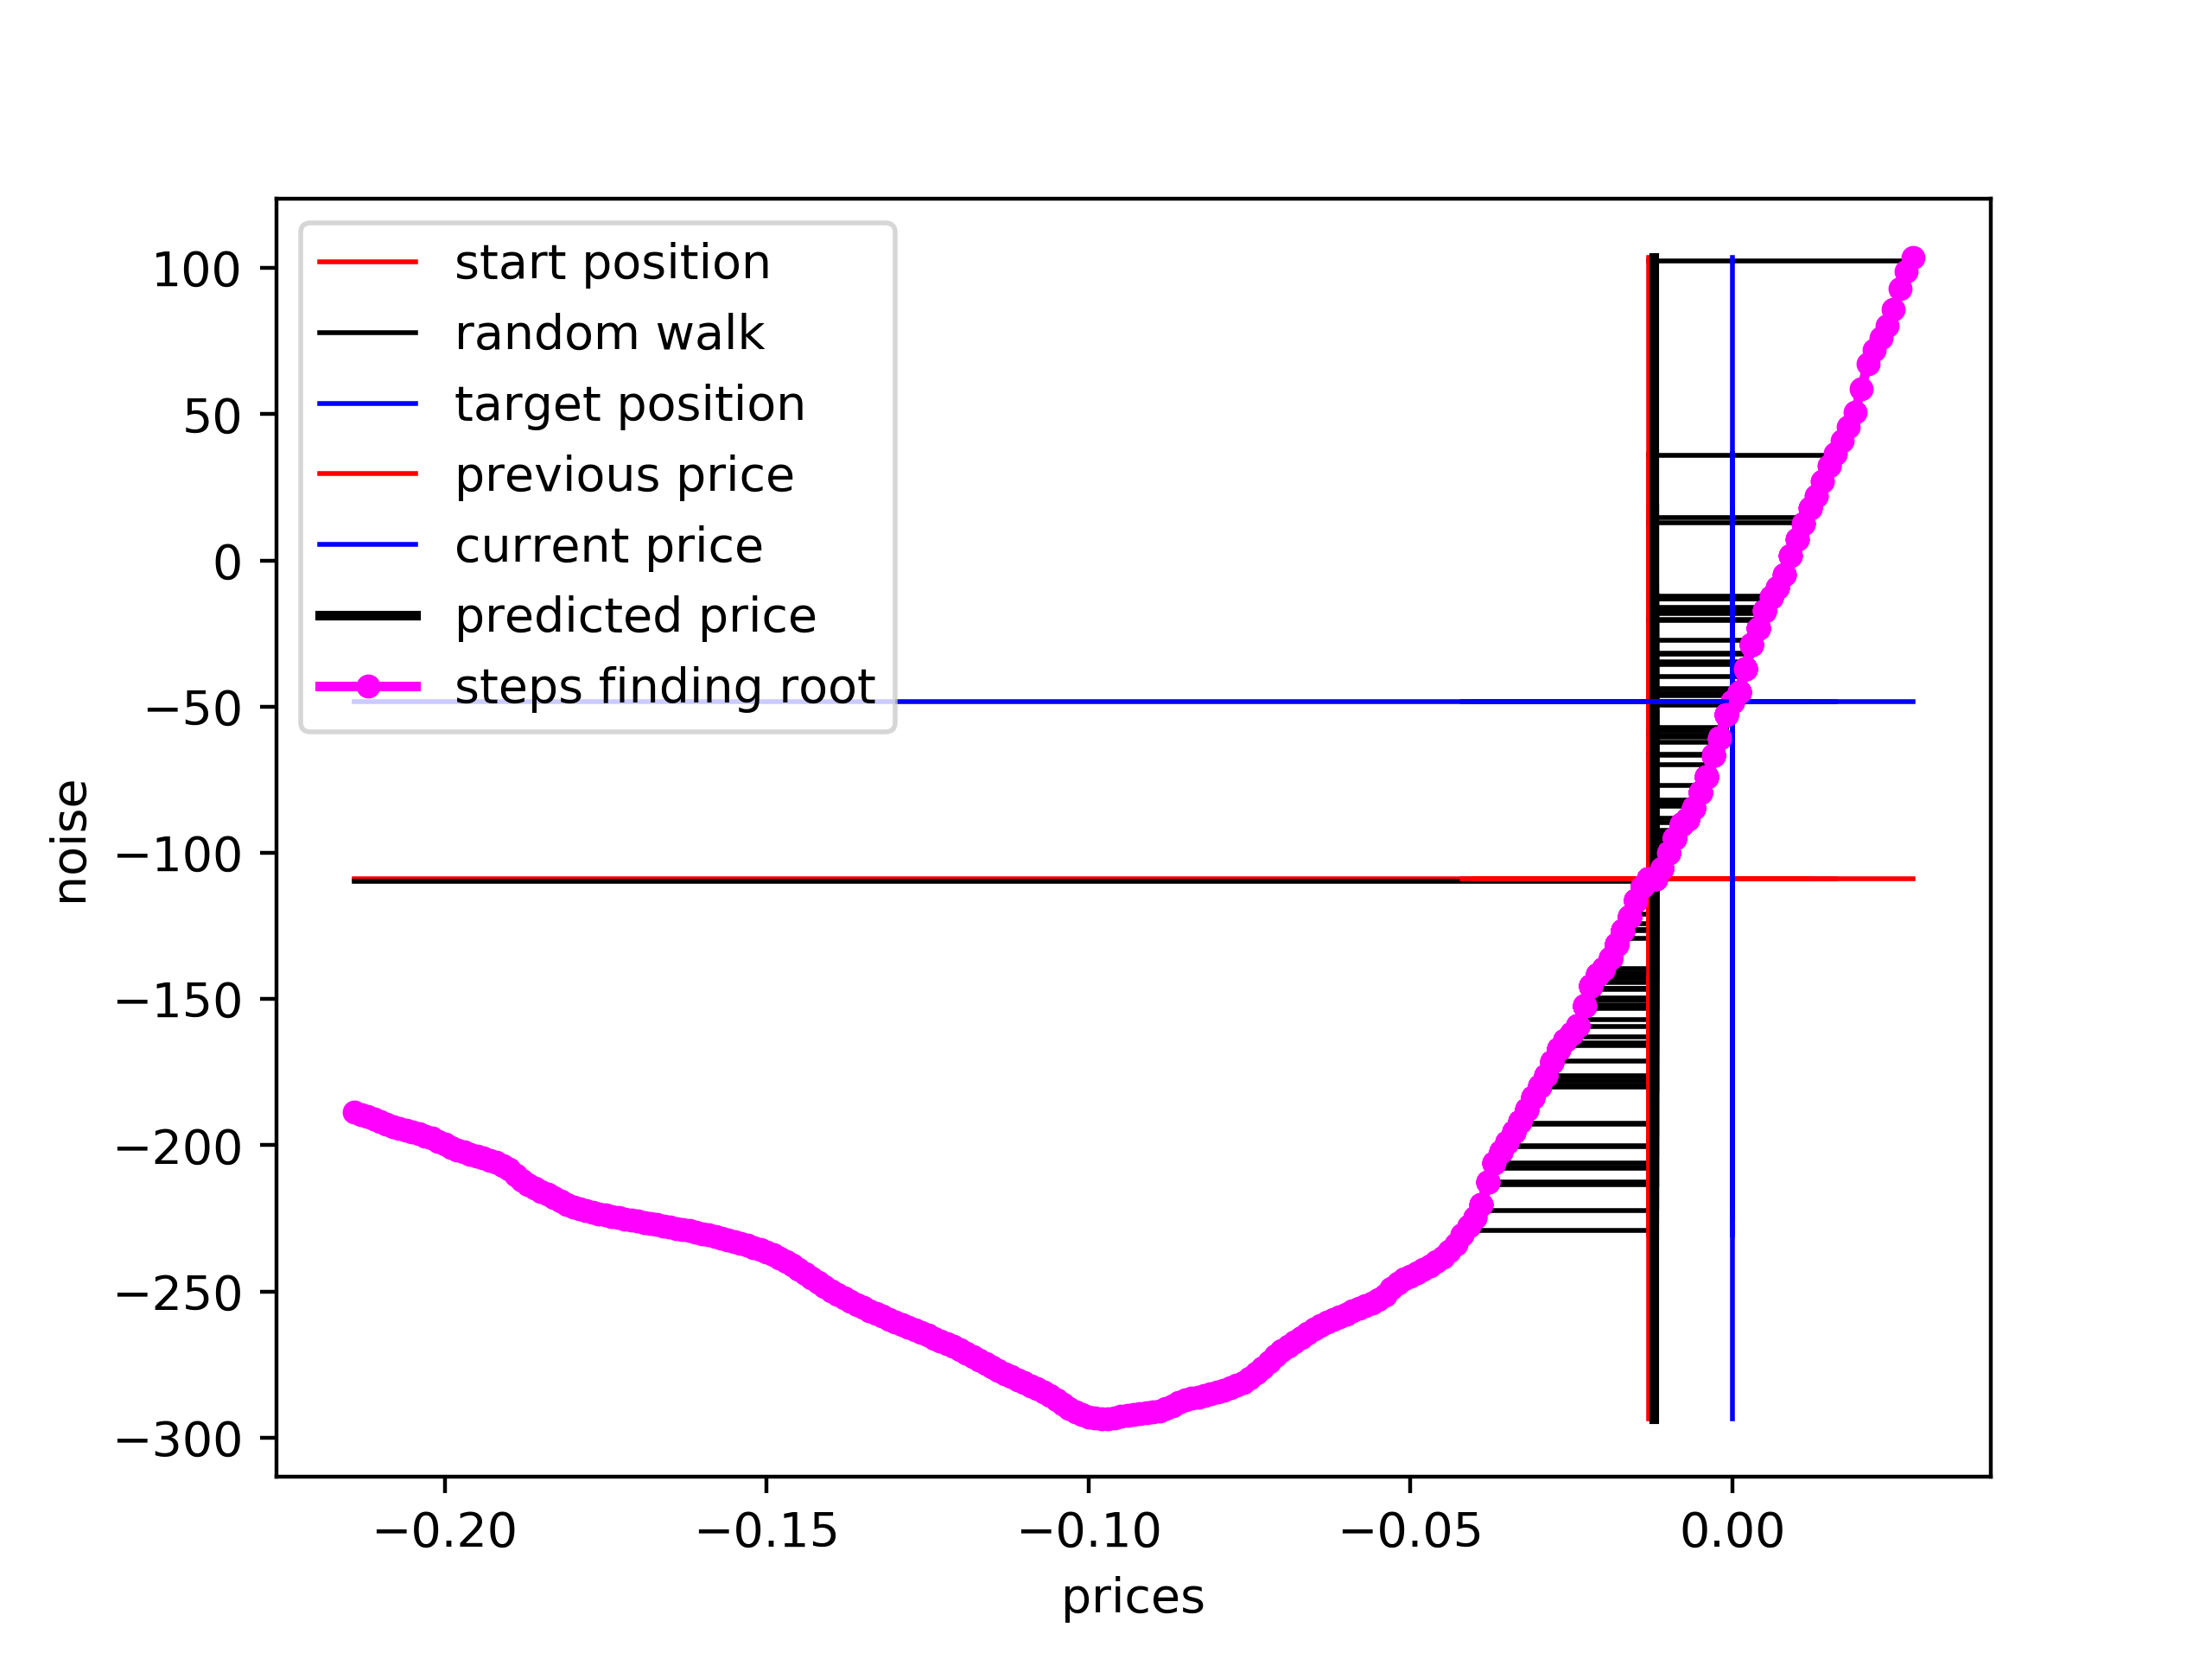 start position
random walk
target position
previous price
current price
predicted price
steps finding root
100
50
0
−50
−100
−150
−200
−250
−300
noise
−0.20
−0.15
−0.10
−0.05
0.00
prices